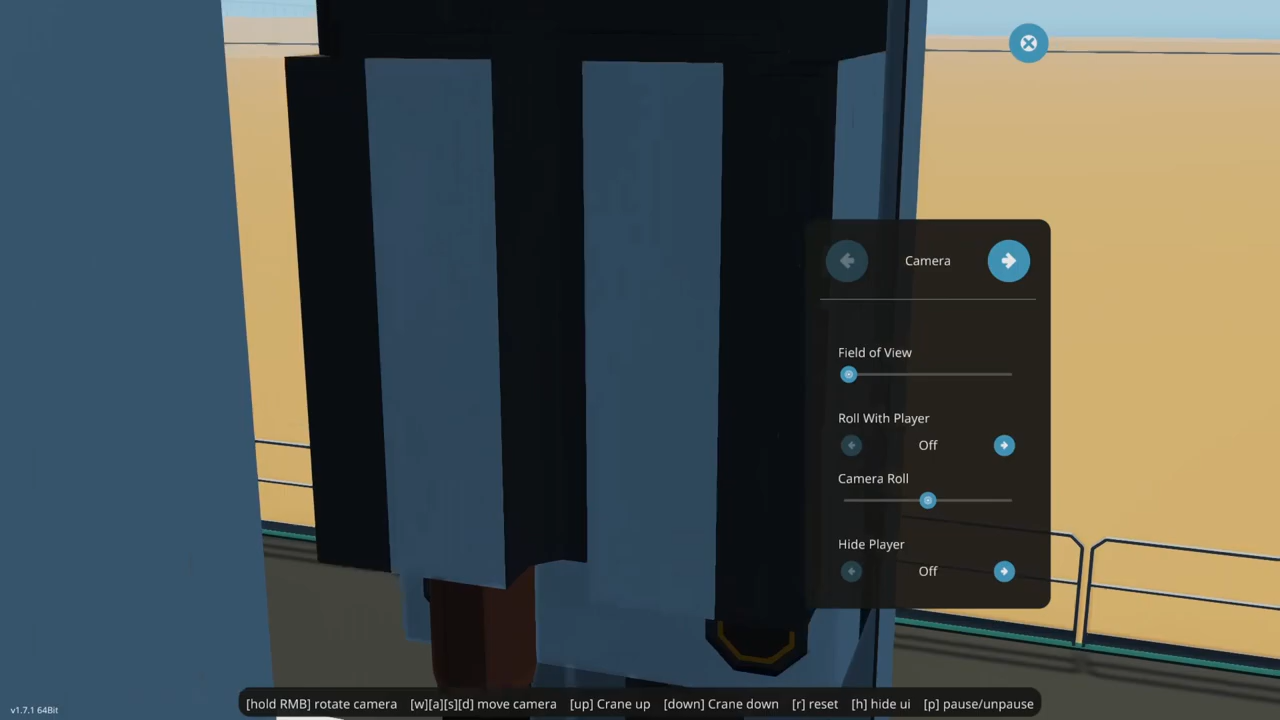 Camera
Field of View
Roll With Player
Off
Camera Roll
Hide Player
Off
[hold RMB] rotate camera [w][a][s][d] move camera [up] Crane up [down] Crane down [r] reset [h] hide ui [p] pause/unpause
v1.7.1 64Bit